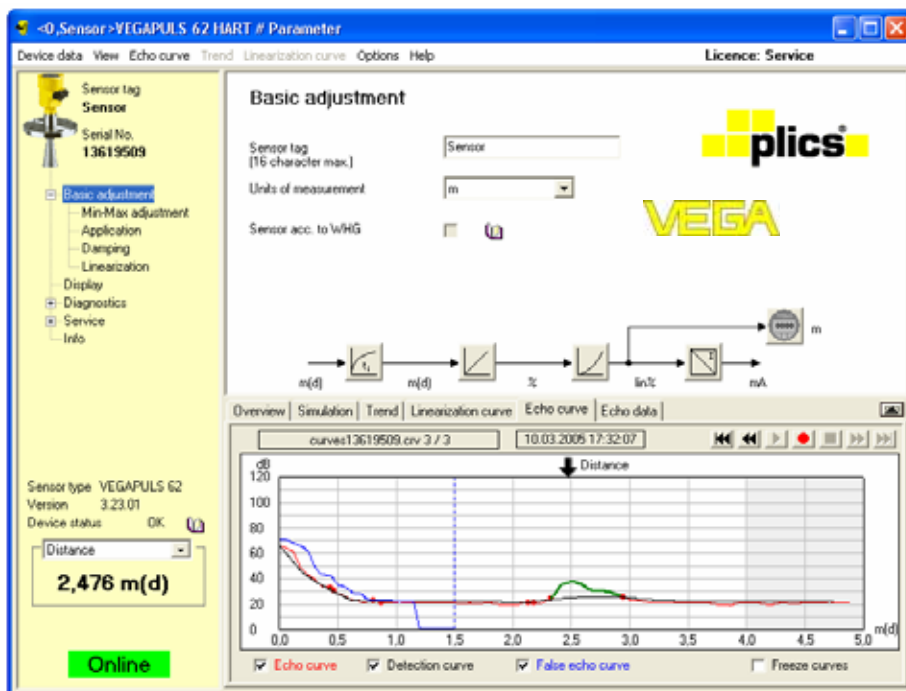 <0,Sensor>VEGAPULS 62 HART # Parameter
Device data View Echo curve Trend Linearization curve Options Help Licence: Service
Sensor tag
Sensor
Serial No.
13619509
Basic adjustment
Min-Max adjustment
Application
Damping
Linearization
Display
Diagnostics
Service
Info
Sensor type VEGAPULS 62
Version 3.23.01
Device status OK
Distance
2,476 m(d)
Online
Basic adjustment
Sensor tag Sensor
(16 character max.)
Units of measurement m
Sensor acc. to WHG
plics®
VEGA
m
m(d) m(d) % lin% mA
Overview Simulation Trend Linearization curve Echo curve Echo data
curves13619509.crv 3 / 3 10.03.2005 17:32:07
dB Distance
120
100
80
60
40
20
0
0,0 0,5 1,0 1,5 2,0 2,5 3,0 3,5 4,0 4,5 5,0 m(d)
Echo curve Detection curve False echo curve Freeze curves